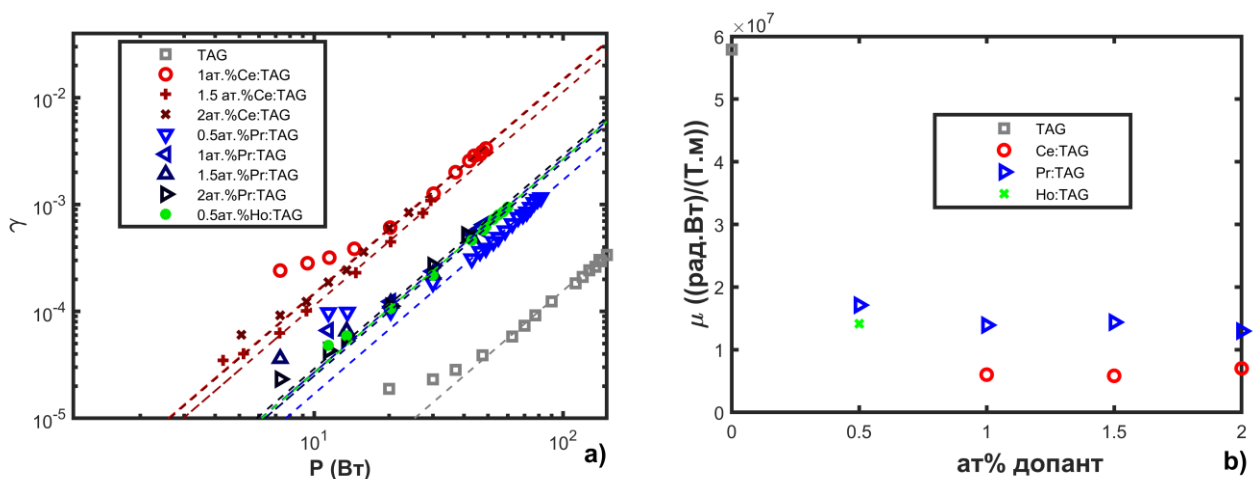 10⁻²
10⁻³
10⁻⁴
10⁻⁵
γ
TAG
1ат.%Ce:TAG
1.5 ат.%Ce:TAG
2ат.%Ce:TAG
0.5ат.%Pr:TAG
1ат.%Pr:TAG
1.5ат.%Pr:TAG
2ат.%Pr:TAG
0.5ат.%Ho:TAG
10¹
10²
P (Вт)
a)
×10⁷
6
5
4
3
2
1
0
μ ((рад.Вт)/(Т.м))
TAG
Ce:TAG
Pr:TAG
Ho:TAG
0
0.5
1
1.5
2
ат% допант
b)